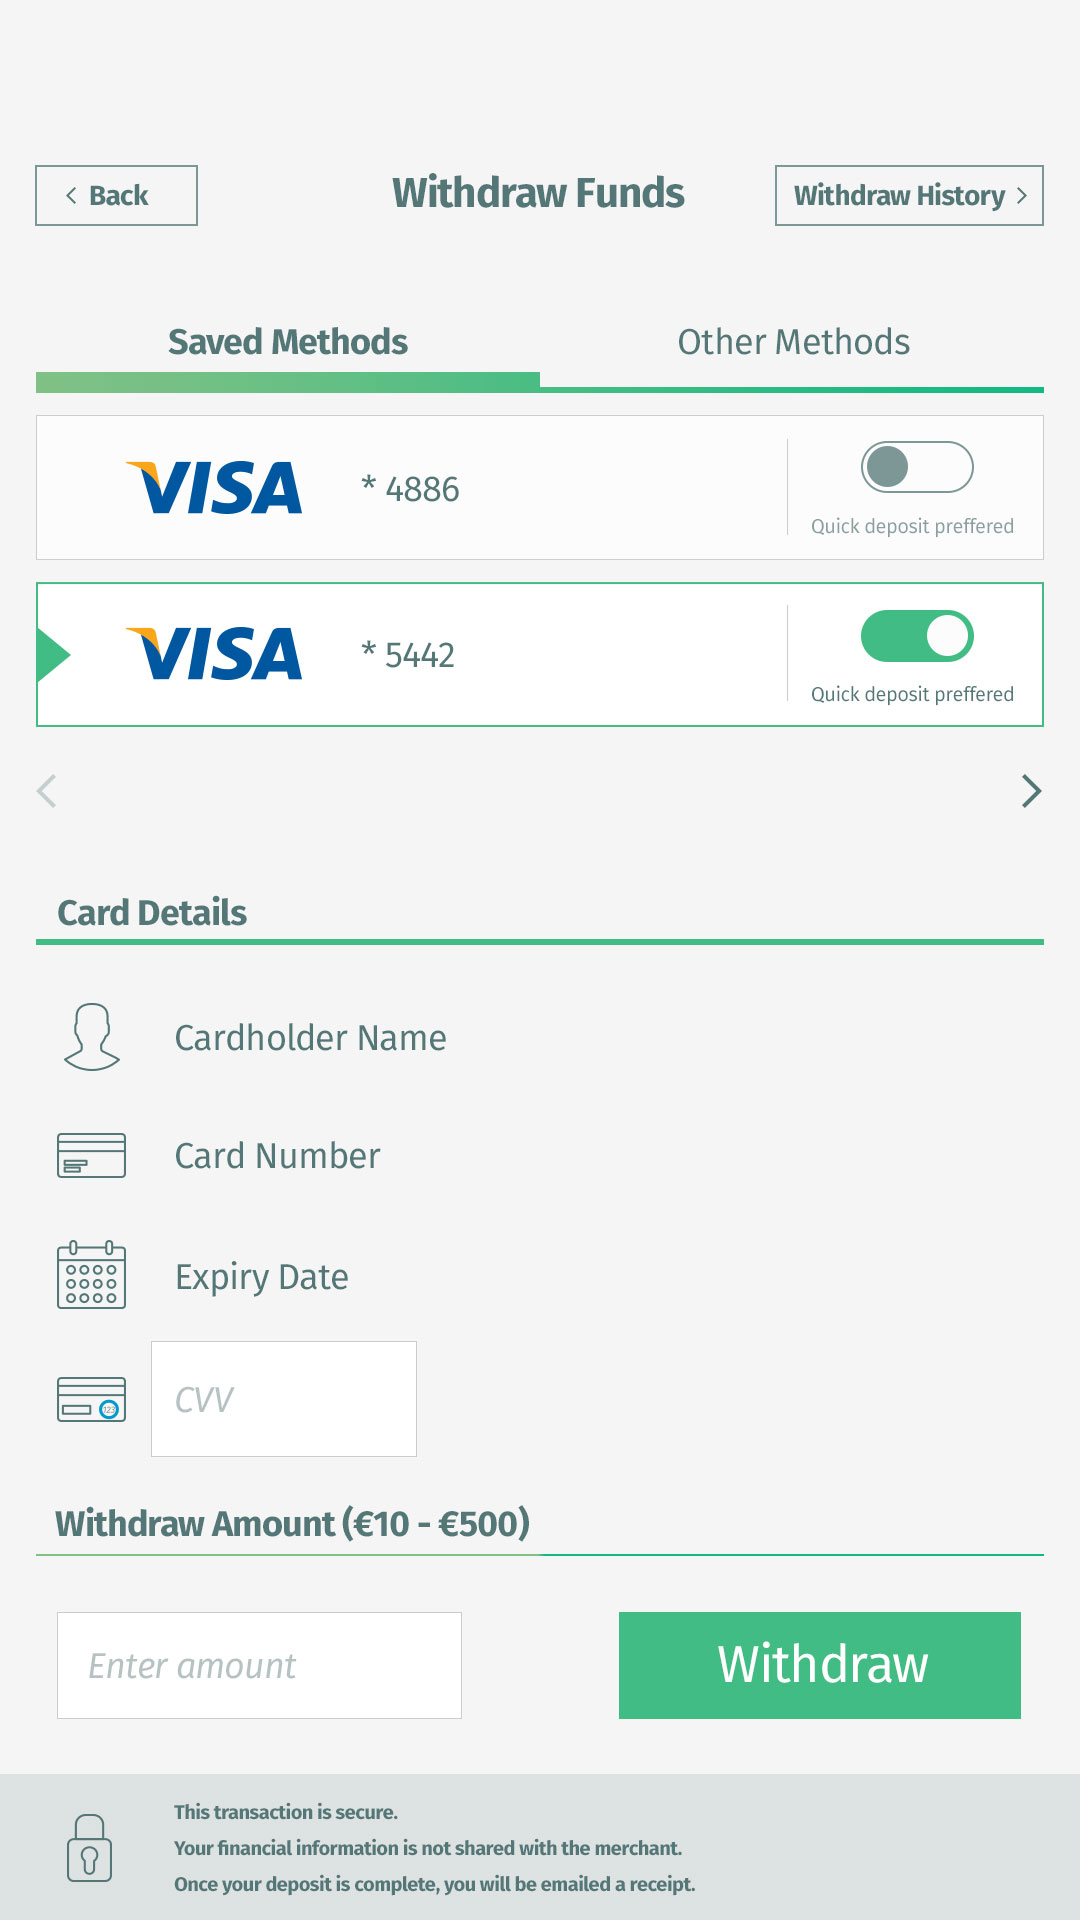 Back
Withdraw Funds
Withdraw History
Saved Methods
Other Methods
VISA
* 4886
Quick deposit preffered
VISA
* 5442
Quick deposit preffered
Card Details
Cardholder Name
Card Number
Expiry Date
123
CVV
Withdraw Amount (€10 - €500)
Enter amount
Withdraw
This transaction is secure.
Your financial information is not shared with the merchant.
Once your deposit is complete, you will be emailed a receipt.